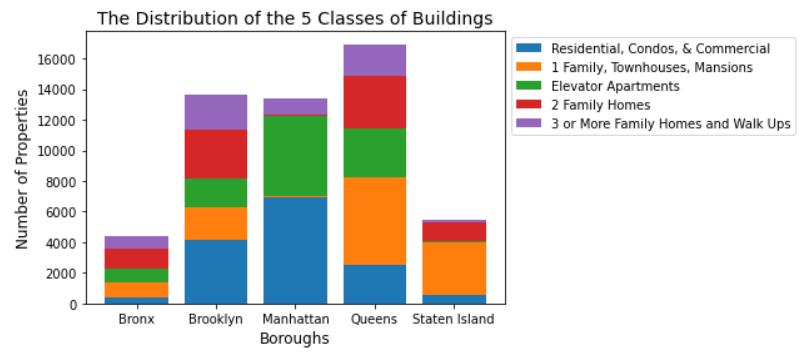 The Distribution of the 5 Classes of Buildings
Number of Properties
16000
14000
12000
10000
8000
6000
4000
2000
0
Bronx Brooklyn Manhattan Queens Staten Island
Boroughs
Residential, Condos, & Commercial
1 Family, Townhouses, Mansions
Elevator Apartments
2 Family Homes
3 or More Family Homes and Walk Ups